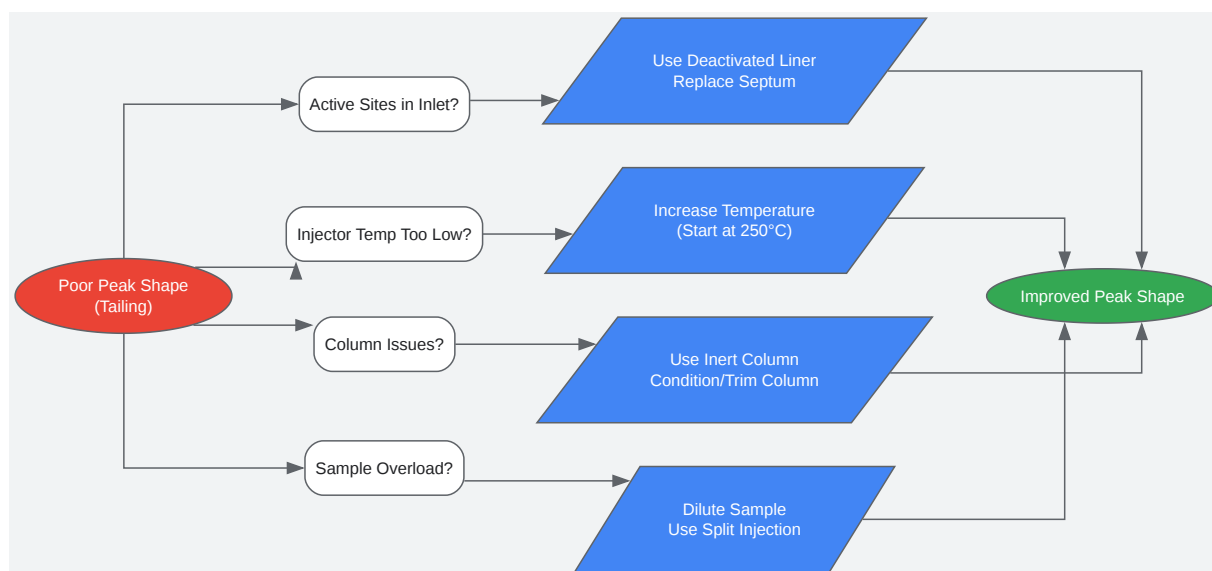 Poor Peak Shape
(Tailing)
Active Sites in Inlet?
Use Deactivated Liner
Replace Septum
Injector Temp Too Low?
Increase Temperature
(Start at 250°C)
Column Issues?
Use Inert Column
Condition/Trim Column
Sample Overload?
Dilute Sample
Use Split Injection
Improved Peak Shape